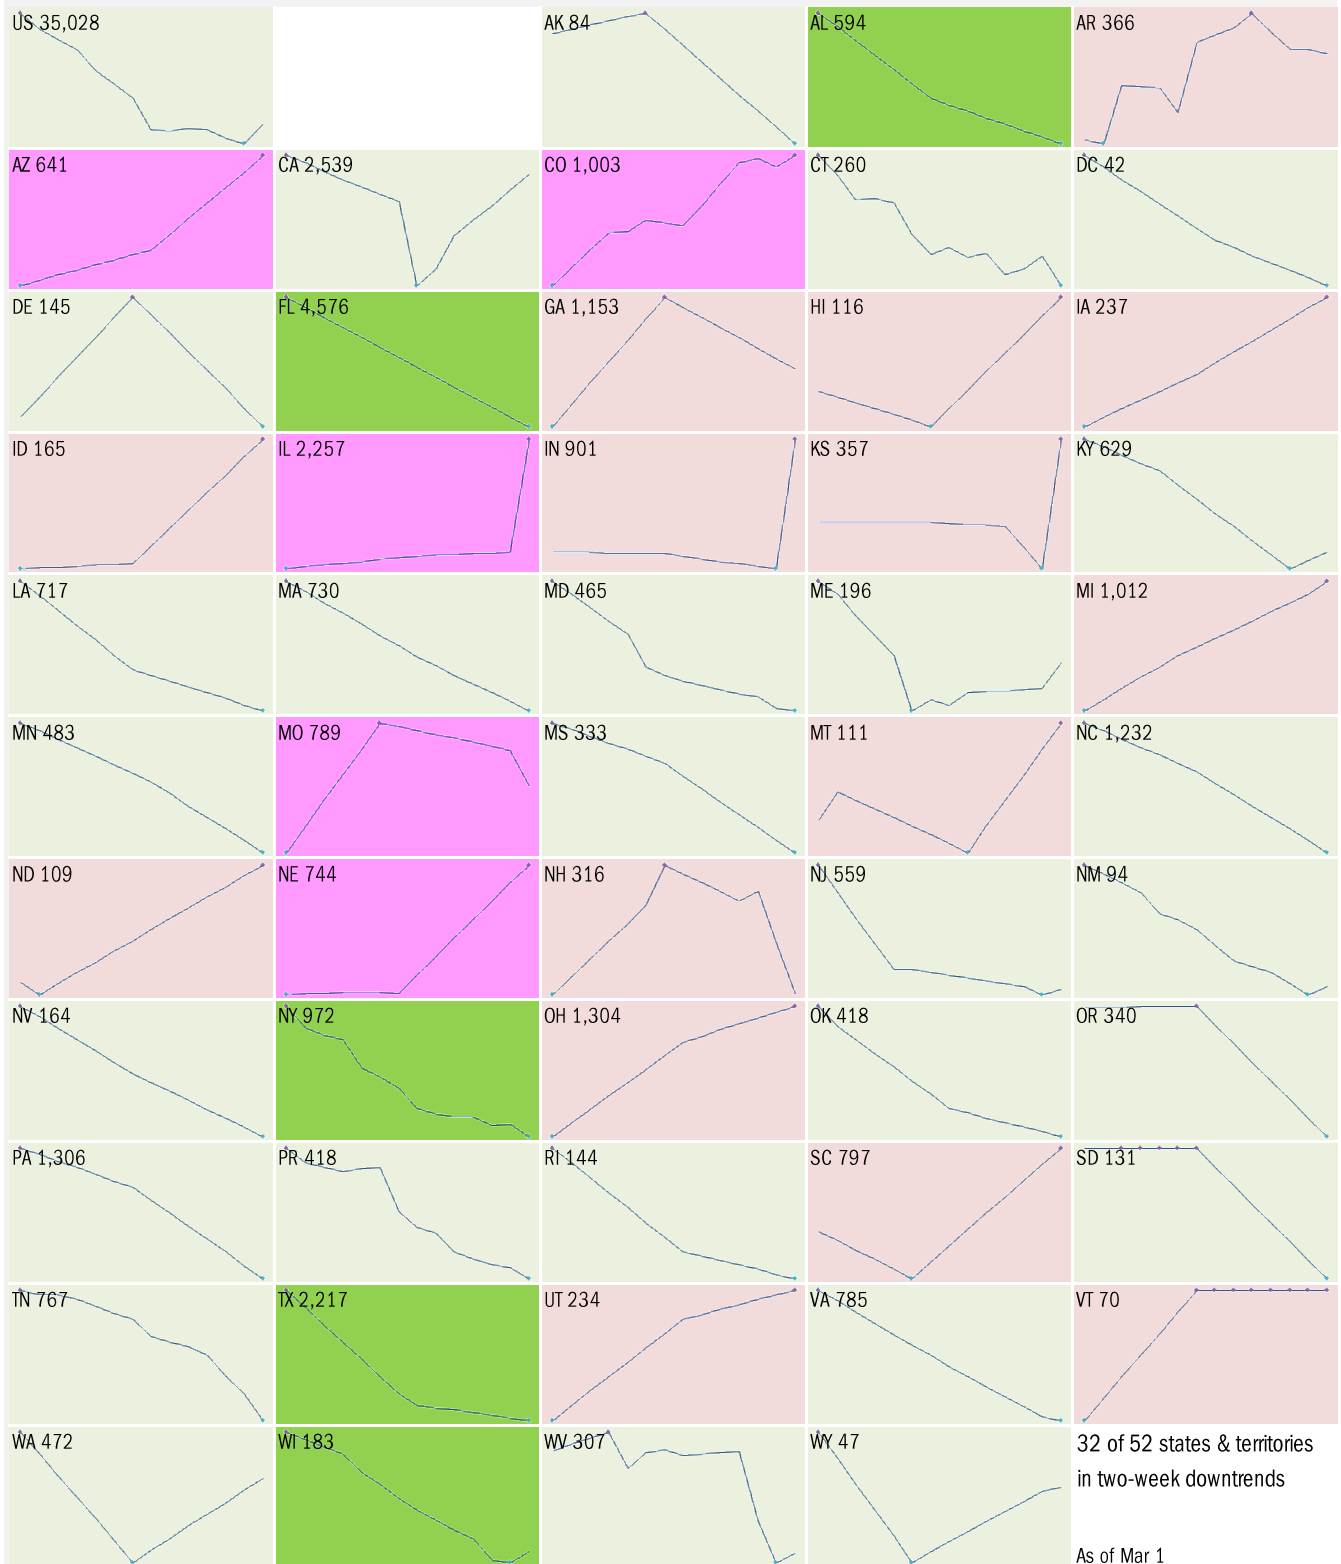 US 35,028
AK 84
AL 594
AR 366
AZ 641
CA 2,539
CO 1,003
CT 260
DC 42
DE 145
FL 4,576
GA 1,153
HI 116
IA 237
ID 165
IL 2,257
IN 901
KS 357
KY 629
LA 717
MA 730
MD 465
ME 196
MI 1,012
MN 483
MO 789
MS 333
MT 111
NC 1,232
ND 109
NE 744
NH 316
NJ 559
NM 94
NV 164
NY 972
OH 1,304
OK 418
OR 340
PA 1,306
PR 418
RI 144
SC 797
SD 131
TN 767
TX 2,217
UT 234
VA 785
VT 70
WA 472
WI 183
WV 307
WY 47
32 of 52 states & territories
in two-week downtrends
As of Mar 1